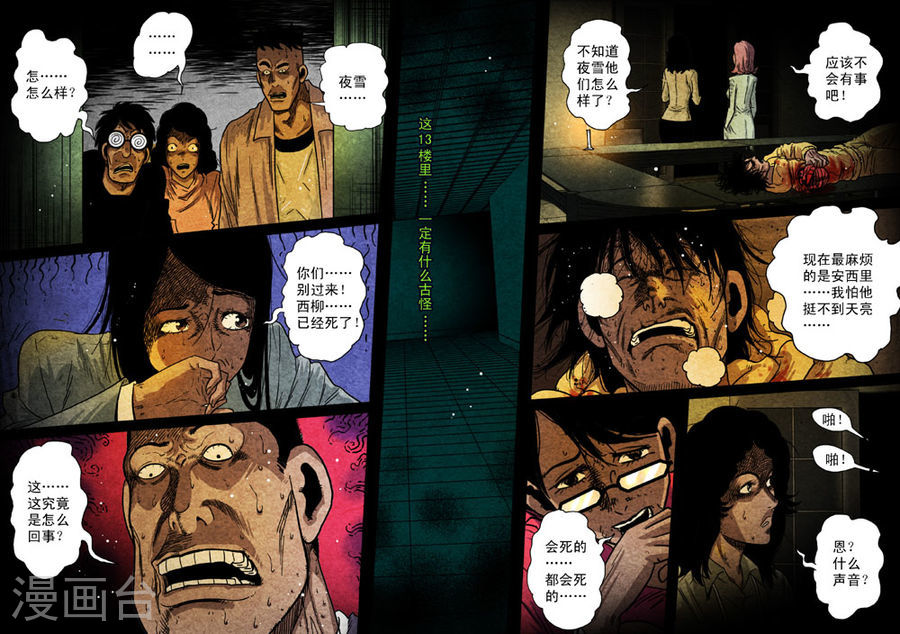 怎……
怎么样？
……
……
夜雪
……
你们……
别过来！
西柳……
已经死了！
这……
这究竟
是怎么
回事？
这13楼里……一定有什么古怪……
不知道
夜雪他
们怎么
样了？
应该不
会有事
吧！
现在最麻烦
的是安西里
……我怕他
挺不到天亮
……
会死的
……
都会死
的……
啪！
啪！
恩？
什么
声音？
漫画台